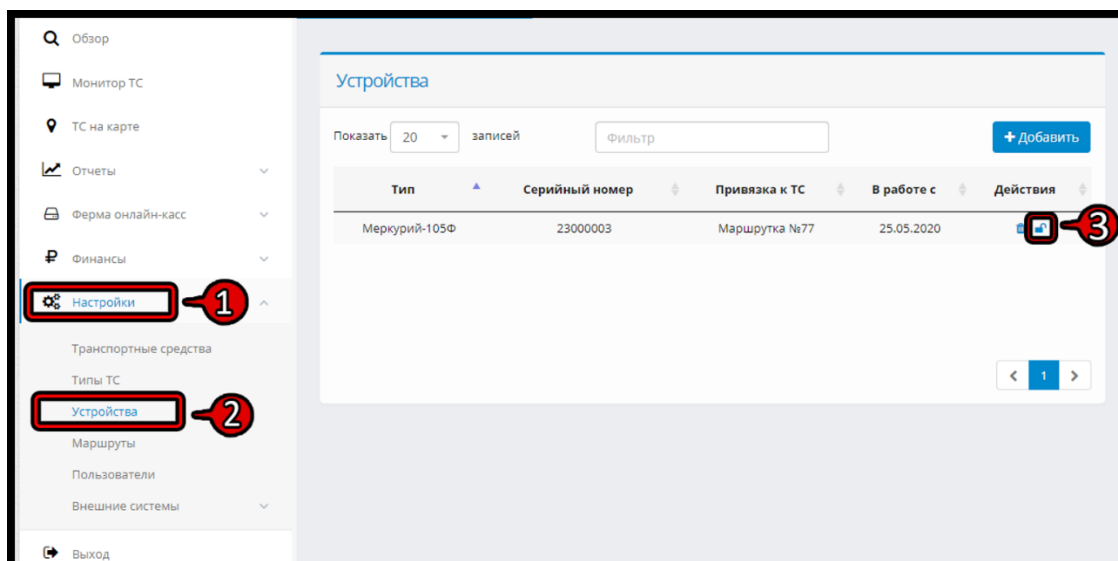 Обзор
Монитор ТС
ТС на карте
Отчеты
Ферма онлайн-касс
Финансы
Настройки 1
Транспортные средства
Типы ТС
Устройства 2
Маршруты
Пользователи
Внешние системы
Выход
Устройства
Показать 20 записей Фильтр + Добавить
Тип Серийный номер Привязка к ТС В работе с Действия
Меркурий-105Ф 23000003 Маршрутка №77 25.05.2020 3
< 1 >